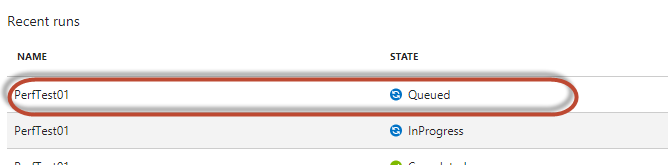 Recent runs
NAME STATE
PerfTest01 Queued
PerfTest01 InProgress